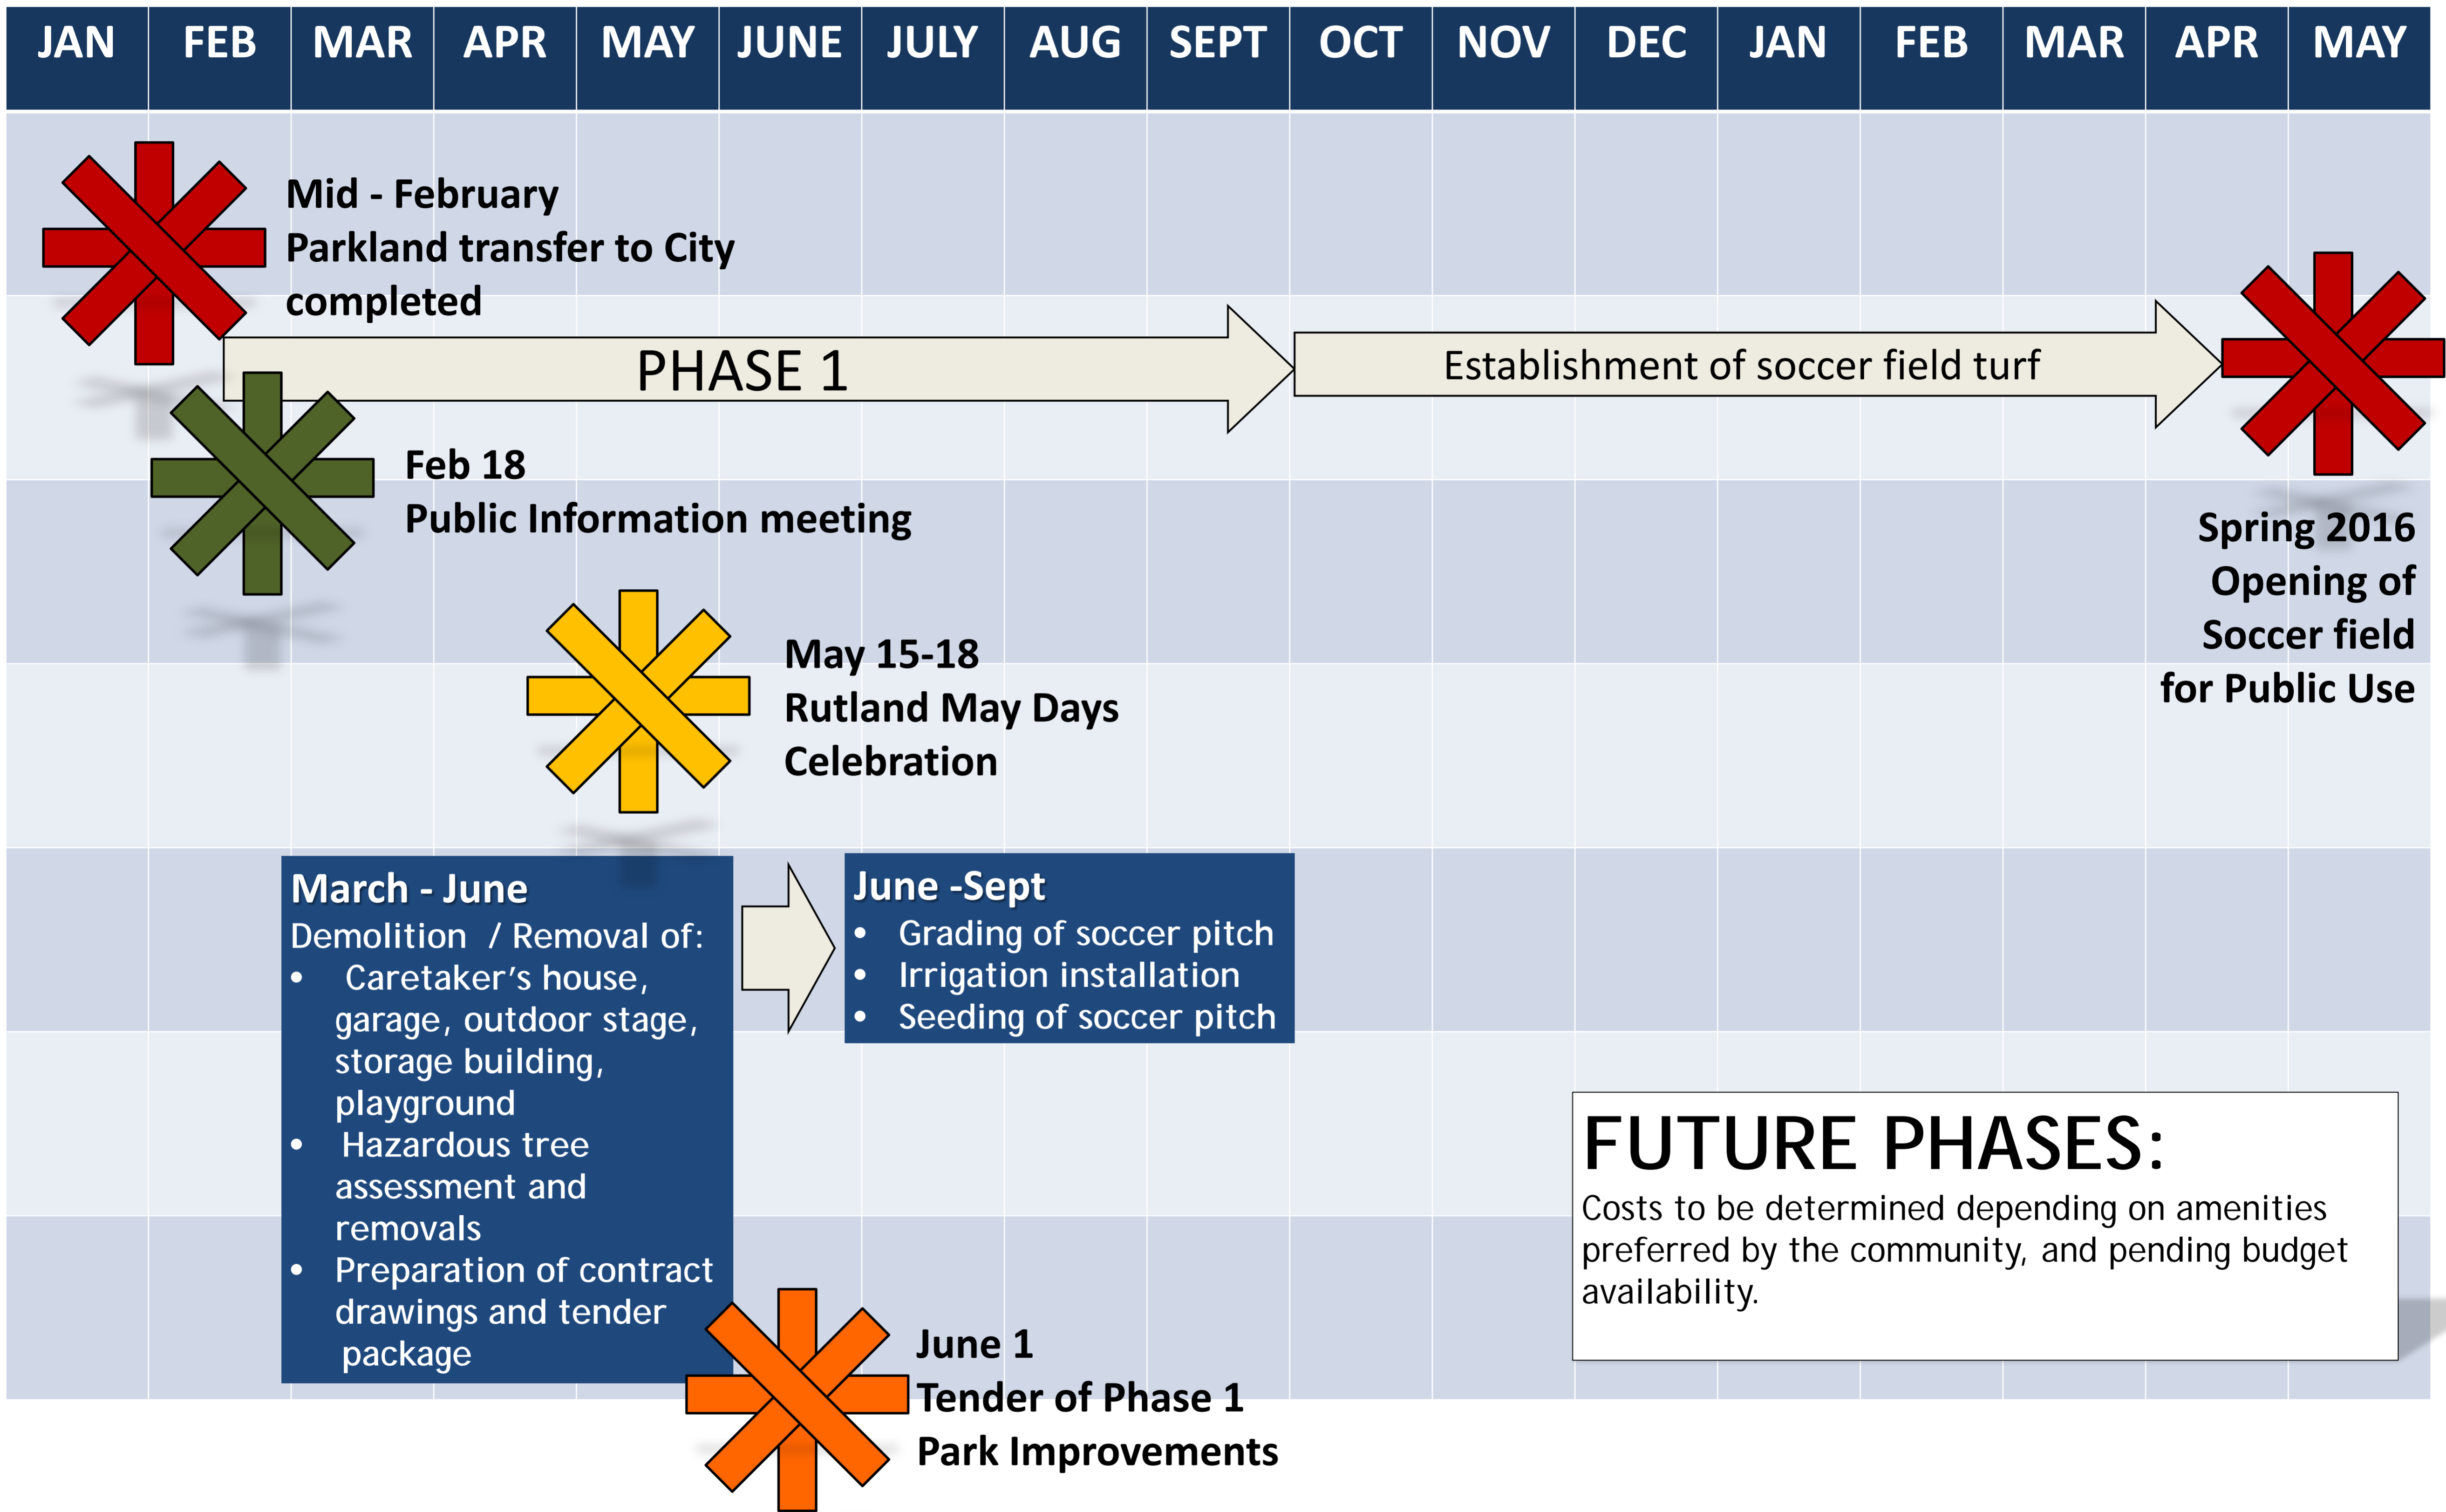 JAN FEB MAR APR MAY JUNE JULY AUG SEPT OCT NOV DEC JAN FEB MAR APR MAY
Mid - February
Parkland transfer to City
completed
PHASE 1
Establishment of soccer field turf
Feb 18
Public Information meeting
Spring 2016
Opening of
Soccer field
for Public Use
May 15-18
Rutland May Days
Celebration
March - June
Demolition / Removal of:
• Caretaker’s house,
garage, outdoor stage,
storage building,
playground
• Hazardous tree
assessment and
removals
• Preparation of contract
drawings and tender
package
June -Sept
• Grading of soccer pitch
• Irrigation installation
• Seeding of soccer pitch
FUTURE PHASES:
Costs to be determined depending on amenities
preferred by the community, and pending budget
availability.
June 1
Tender of Phase 1
Park Improvements